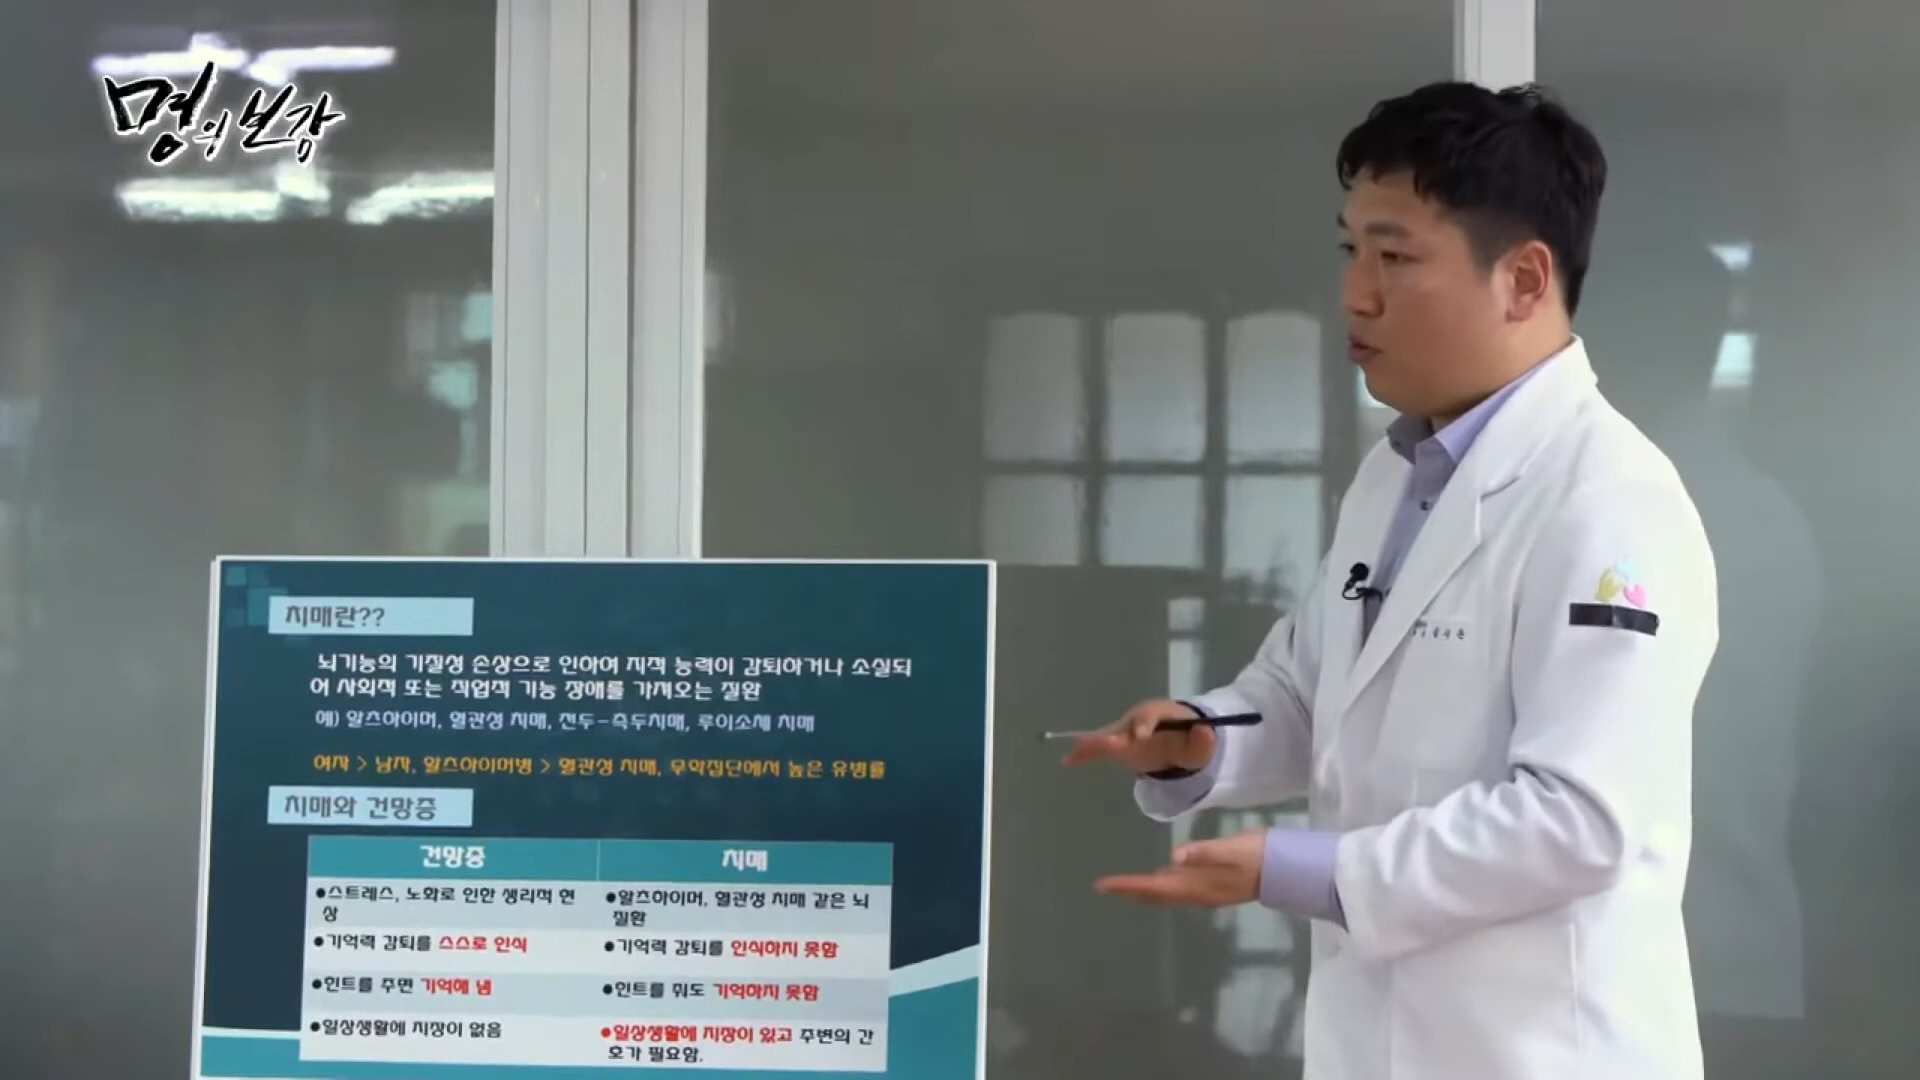 명의보감
치매란??
뇌기능의 기질성 손상으로 인하여 지적 능력이 감퇴하거나 소실되
어 사회적 또는 직업적 기능 장애를 가져오는 질환
예) 알츠하이머, 혈관성 치매, 전두-측두치매, 루이소체 치매
여자 > 남자, 알츠하이머병 > 혈관성 치매, 무학집단에서 높은 유병률
치매와 건망증
건망증
치매
●스트레스, 노화로 인한 생리적 현
상
●알츠하이머, 혈관성 치매 같은 뇌
질환
●기억력 감퇴를 스스로 인식
●기억력 감퇴를 인식하지 못함
●힌트를 주면 기억해 냄
●힌트를 줘도 기억하지 못함
●일상생활에 지장이 없음
●일상생활에 지장이 있고 주변의 간
호가 필요함.